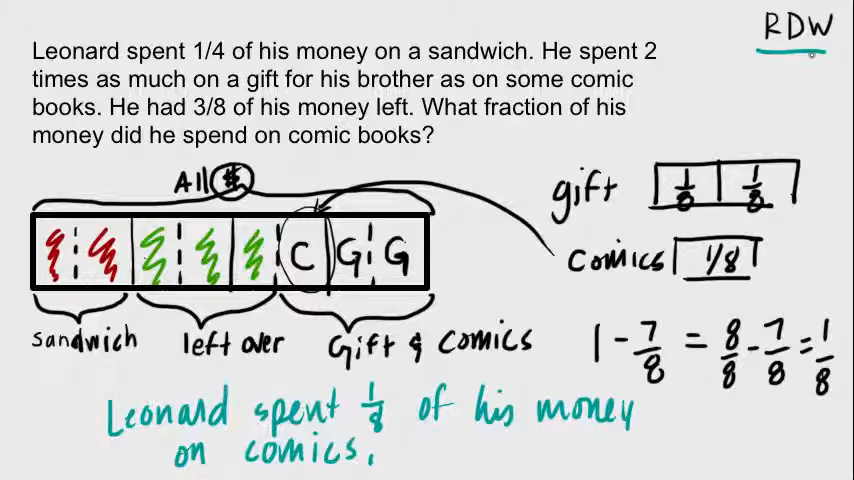 RDW
Leonard spent 1/4 of his money on a sandwich. He spent 2
times as much on a gift for his brother as on some comic
books. He had 3/8 of his money left. What fraction of his
money did he spend on comic books?
All $
gift 1/8 1/8
C G G
comics 1/8
sandwich left over Gift & Comics
1 - 7/8 = 8/8 - 7/8 = 1/8
Leonard spent 1/8 of his money
on comics.